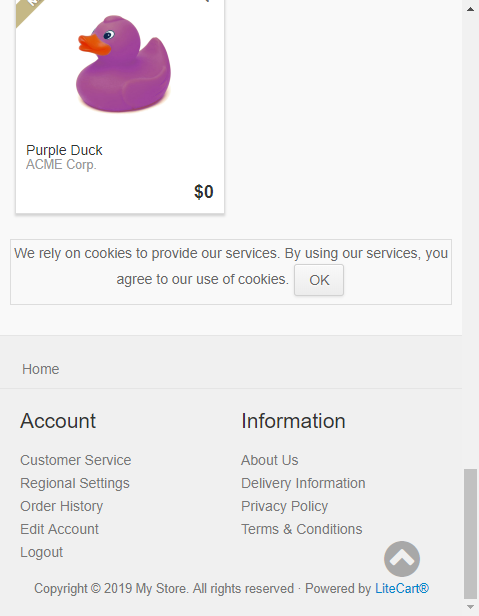 Purple Duck
ACME Corp.
$0
We rely on cookies to provide our services. By using our services, you
agree to our use of cookies. OK
Home
Account
Information
Customer Service
About Us
Regional Settings
Delivery Information
Order History
Privacy Policy
Edit Account
Terms & Conditions
Logout
Copyright © 2019 My Store. All rights reserved · Powered by LiteCart®